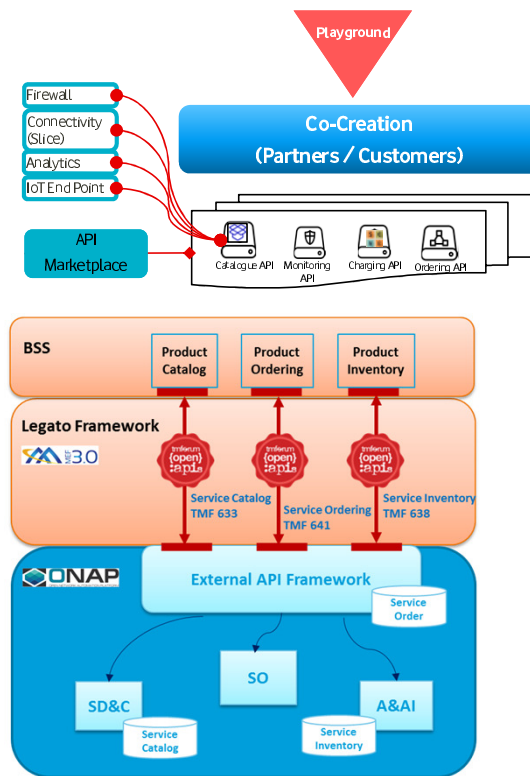 Playground
Firewall
Connectivity
(Slice)
Analytics
IoT End Point
Co-Creation
(Partners / Customers)
API
Marketplace
Catalogue API
Monitoring
API
Charging API
Ordering API
BSS
Product
Catalog
Product
Ordering
Product
Inventory
Legato Framework
MEF 3.0
tmforum
{open}
:apis
tmforum
{open}
:apis
tmforum
{open}
:apis
Service Catalog
TMF 633
Service Ordering
TMF 641
Service Inventory
TMF 638
ONAP
External API Framework
Service
Order
SO
SD&C
A&AI
Service
Catalog
Service
Inventory